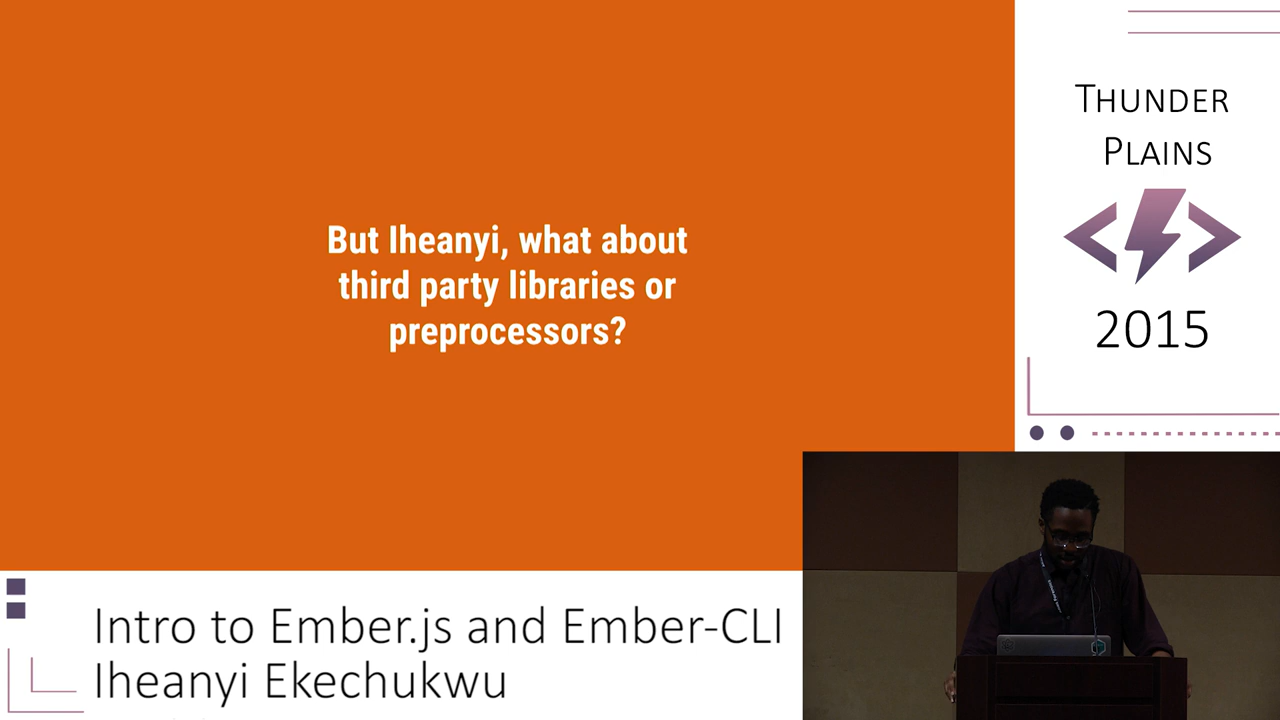 But Iheanyi, what about
third party libraries or
preprocessors?
THUNDER
PLAINS
2015
Intro to Ember.js and Ember-CLI
Iheanyi Ekechukwu